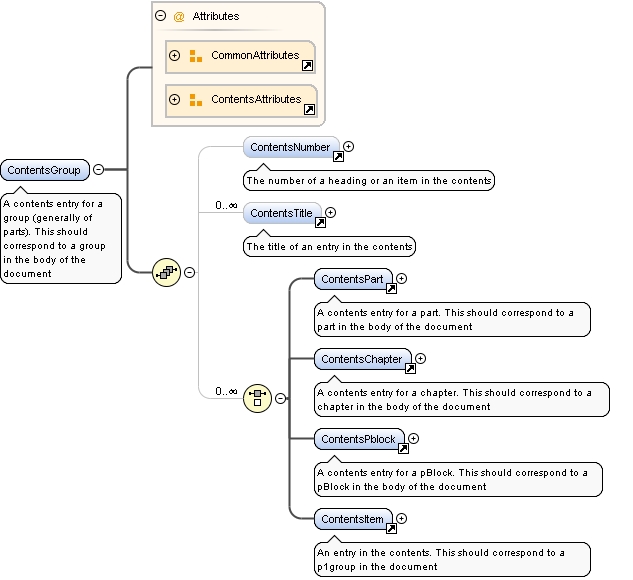 Attributes
CommonAttributes
ContentsAttributes
ContentsGroup
A contents entry for a
group (generally of
parts). This should
correspond to a group
in the body of the
document
ContentsNumber
The number of a heading or an item in the contents
0..∞
ContentsTitle
The title of an entry in the contents
0..∞
ContentsPart
A contents entry for a part. This should correspond to a
part in the body of the document
ContentsChapter
A contents entry for a chapter. This should correspond to a
chapter in the body of the document
ContentsPblock
A contents entry for a pBlock. This should correspond to a
pBlock in the body of the document
ContentsItem
An entry in the contents. This should correspond to a
p1group in the document